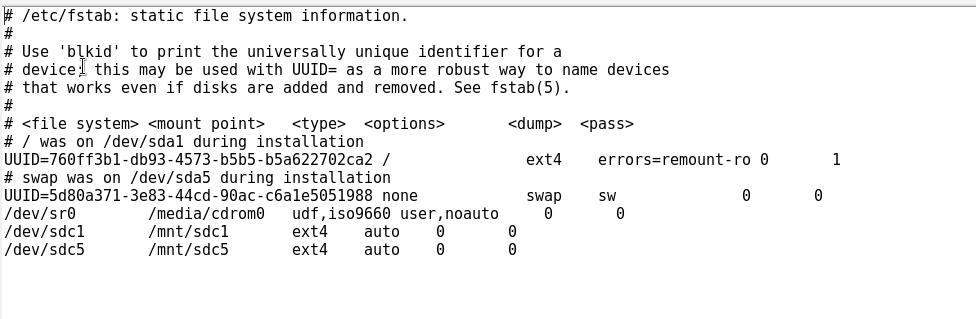 # /etc/fstab: static file system information.
#
# Use 'blkid' to print the universally unique identifier for a
# device; this may be used with UUID= as a more robust way to name devices
# that works even if disks are added and removed. See fstab(5).
#
# <file system> <mount point>   <type>  <options>       <dump>  <pass>
# / was on /dev/sda1 during installation
UUID=760ff3b1-db93-4573-b5b5-b5a622702ca2 /               ext4    errors=remount-ro 0       1
# swap was on /dev/sda5 during installation
UUID=5d80a371-3e83-44cd-90ac-c6a1e5051988 none            swap    sw              0       0
/dev/sr0        /media/cdrom0   udf,iso9660 user,noauto     0       0
/dev/sdc1       /mnt/sdc1       ext4    auto    0       0
/dev/sdc5       /mnt/sdc5       ext4    auto    0       0